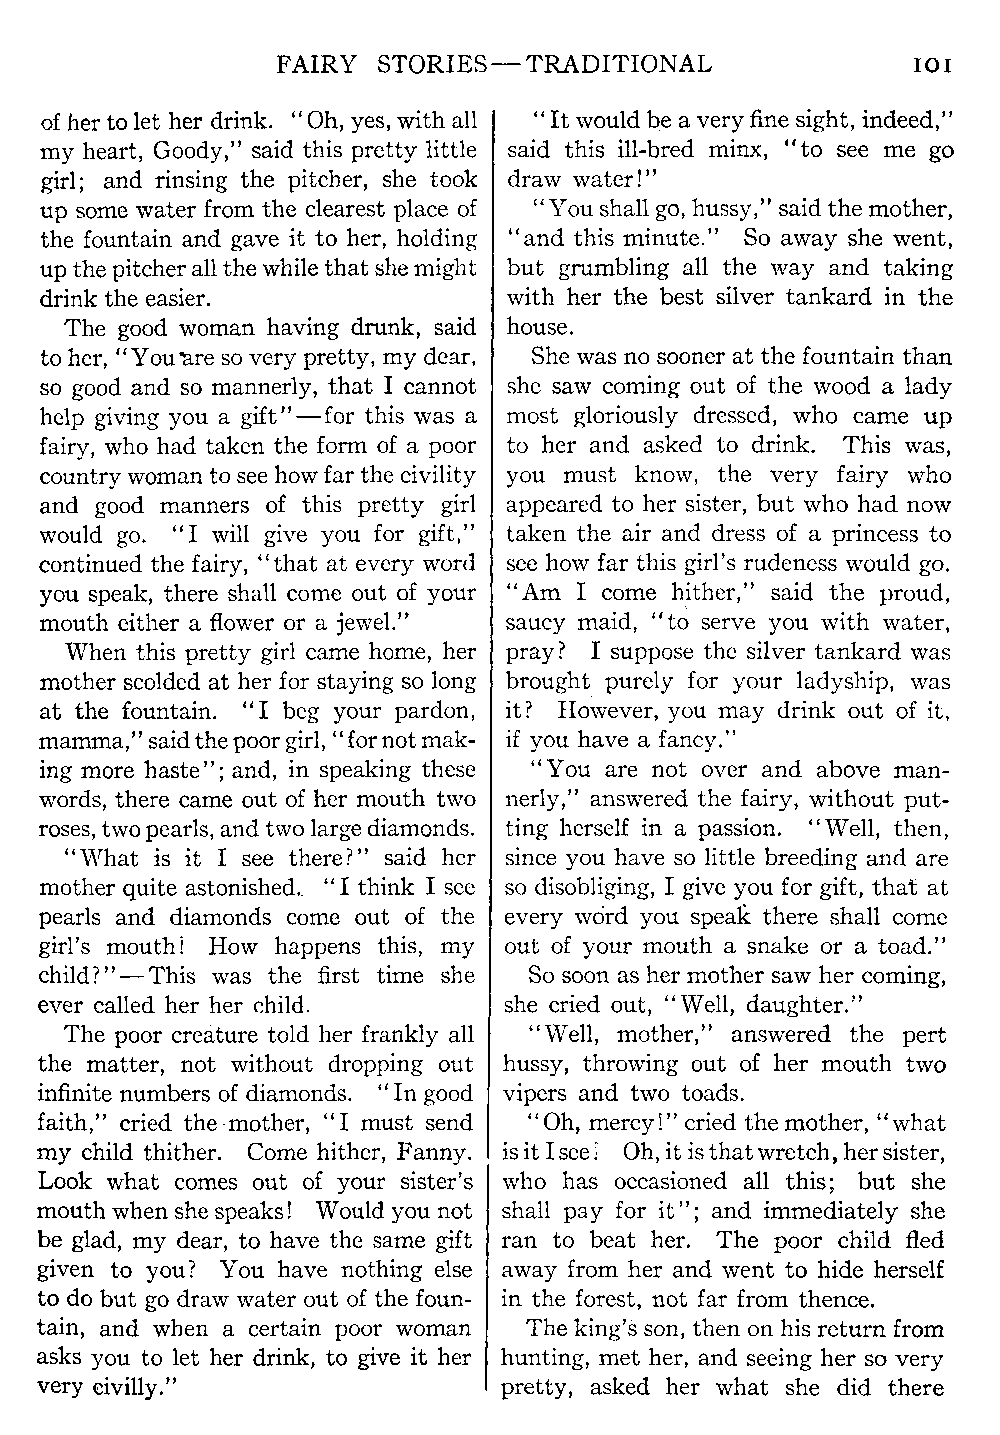 FAIRY STORIES—TRADITIONAL 101
of her to let her drink. "Oh, yes, with all
my heart, Goody," said this pretty little
girl; and rinsing the pitcher, she took
up some water from the clearest place of
the fountain and gave it to her, holding
up the pitcher all the while that she might
drink the easier.
The good woman having drunk, said
to her, "You are so very pretty, my dear,
so good and so mannerly, that I cannot
help giving you a gift"—for this was a
fairy, who had taken the form of a poor
country woman to see how far the civility
and good manners of this pretty girl
would go. "I will give you for gift,"
continued the fairy, "that at every word
you speak, there shall come out of your
mouth either a flower or a jewel."
When this pretty girl came home, her
mother scolded at her for staying so long
at the fountain. "I beg your pardon,
mamma," said the poor girl, "for not mak-
ing more haste"; and, in speaking these
words, there came out of her mouth two
roses, two pearls, and two large diamonds.
"What is it I see there?" said her
mother quite astonished. "I think I see
pearls and diamonds come out of the
girl's mouth! How happens this, my
child?"—This was the first time she
ever called her her child.
The poor creature told her frankly all
the matter, not without dropping out
infinite numbers of diamonds. "In good
faith," cried the mother, "I must send
my child thither. Come hither, Fanny.
Look what comes out of your sister's
mouth when she speaks! Would you not
be glad, my dear, to have the same gift
given to you? You have nothing else
to do but go draw water out of the foun-
tain, and when a certain poor woman
asks you to let her drink, to give it her
very civilly."
"It would be a very fine sight, indeed,"
said this ill-bred minx, "to see me go
draw water!"
"You shall go, hussy," said the mother,
"and this minute." So away she went,
but grumbling all the way and taking
with her the best silver tankard in the
house.
She was no sooner at the fountain than
she saw coming out of the wood a lady
most gloriously dressed, who came up
to her and asked to drink. This was,
you must know, the very fairy who
appeared to her sister, but who had now
taken the air and dress of a princess to
see how far this girl's rudeness would go.
"Am I come hither," said the proud,
saucy maid, "to serve you with water,
pray? I suppose the silver tankard was
brought purely for your ladyship, was
it? However, you may drink out of it,
if you have a fancy."
"You are not over and above man-
nerly," answered the fairy, without put-
ting herself in a passion. "Well, then,
since you have so little breeding and are
so disobliging, I give you for gift, that at
every word you speak there shall come
out of your mouth a snake or a toad."
So soon as her mother saw her coming,
she cried out, "Well, daughter."
"Well, mother," answered the pert
hussy, throwing out of her mouth two
vipers and two toads.
"Oh, mercy!" cried the mother, "what
is it I see! Oh, it is that wretch, her sister,
who has occasioned all this; but she
shall pay for it"; and immediately she
ran to beat her. The poor child fled
away from her and went to hide herself
in the forest, not far from thence.
The king's son, then on his return from
hunting, met her, and seeing her so very
pretty, asked her what she did there